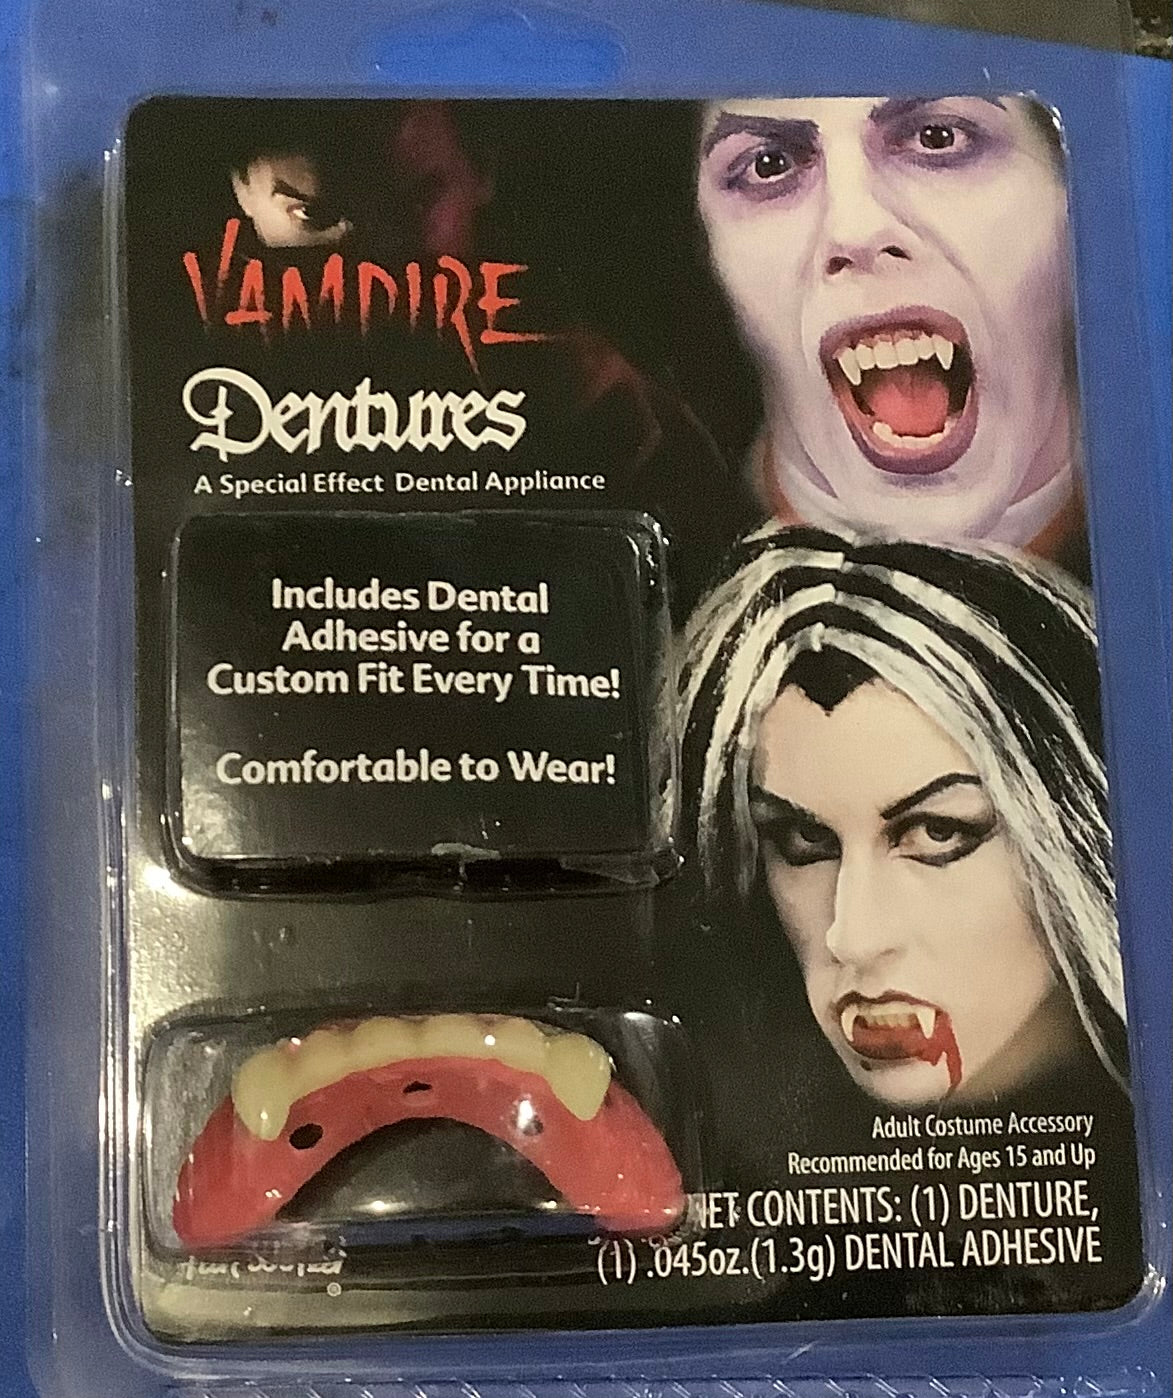 VAMPIRE
Dentures
A Special Effect Dental Appliance
Includes Dental
Adhesive for a
Custom Fit Every Time!
Comfortable to Wear!
Adult Costume Accessory
Recommended for Ages 15 and Up
NET CONTENTS: (1) DENTURE,
(1) .045oz.(1.3g) DENTAL ADHESIVE